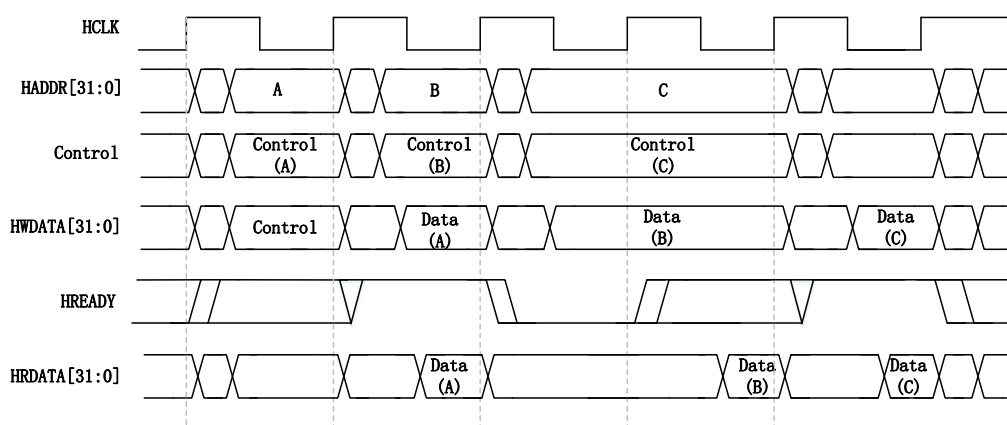 HCLK
HADDR[31:0]
A
B
C
Control
Control
(A)
Control
(B)
Control
(C)
HWDATA[31:0]
Control
Data
(A)
Data
(B)
Data
(C)
HREADY
HRDATA[31:0]
Data
(A)
Data
(B)
Data
(C)